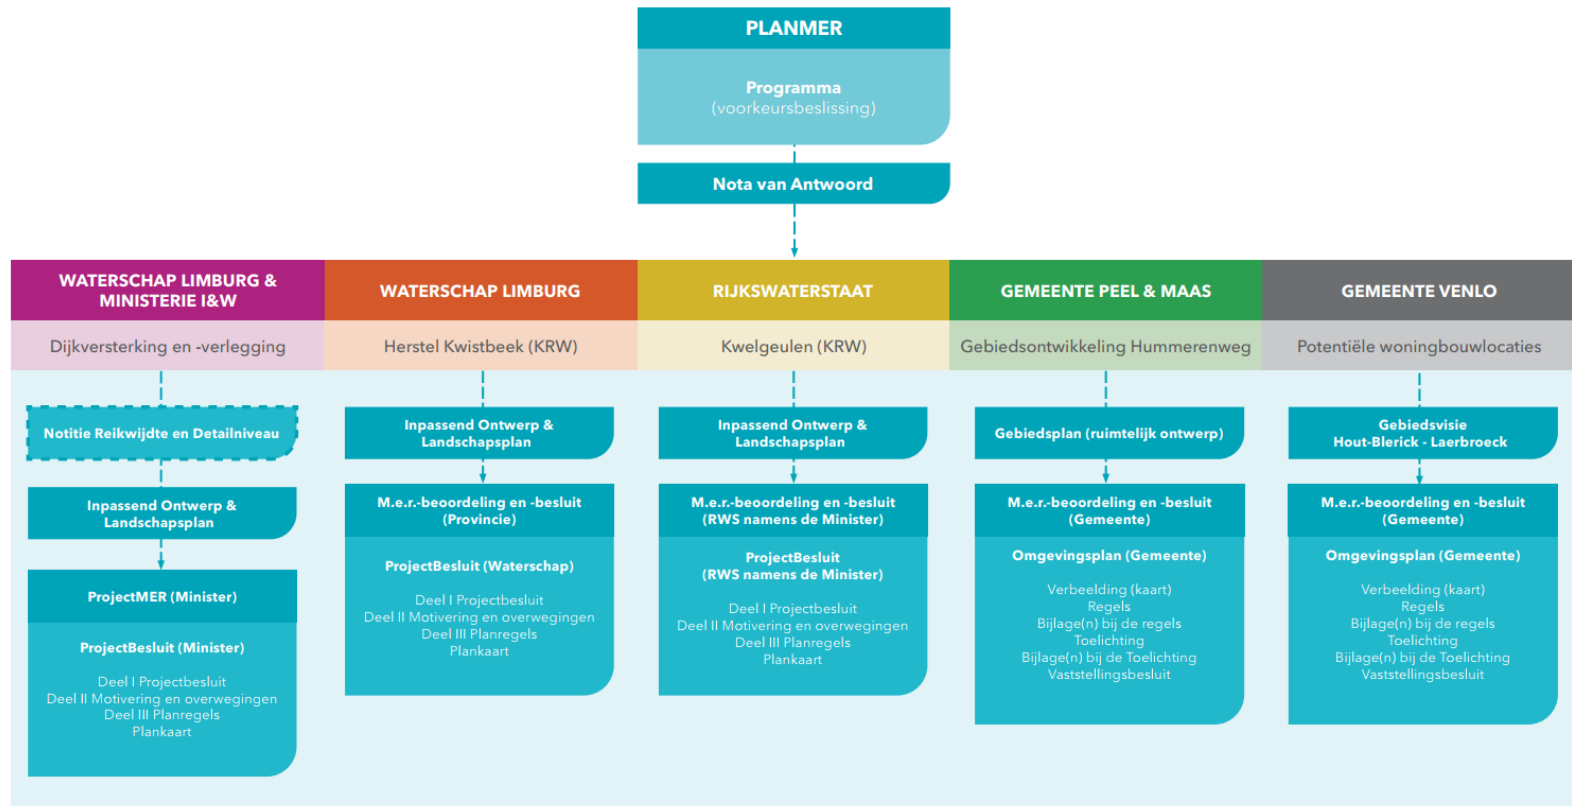 PLANMER
Programma
(voorkeursbeslissing)
Nota van Antwoord
WATERSCHAP LIMBURG &
MINISTERIE I&W
Dijkversterking en -verlegging
Notitie Reikwijdte en Detailniveau
Inpassend Ontwerp &
Landschapsplan
ProjectMER (Minister)
ProjectBesluit (Minister)
Deel I Projectbesluit
Deel II Motivering en overwegingen
Deel III Planregels
Plankaart
WATERSCHAP LIMBURG
Herstel Kwistbeek (KRW)
Inpassend Ontwerp &
Landschapsplan
M.e.r.-beoordeling en -besluit
(Provincie)
ProjectBesluit (Waterschap)
Deel I Projectbesluit
Deel II Motivering en overwegingen
Deel III Planregels
Plankaart
RIJKSWATERSTAAT
Kwelgeulen (KRW)
Inpassend Ontwerp &
Landschapsplan
M.e.r.-beoordeling en -besluit
(RWS namens de Minister)
ProjectBesluit
(RWS namens de Minister)
Deel I Projectbesluit
Deel II Motivering en overwegingen
Deel III Planregels
Plankaart
GEMEENTE PEEL & MAAS
Gebiedsontwikkeling Hummerenweg
Gebiedsplan (ruimtelijk ontwerp)
M.e.r.-beoordeling en -besluit
(Gemeente)
Omgevingsplan (Gemeente)
Verbeelding (kaart)
Regels
Bijlage(n) bij de regels
Toelichting
Bijlage(n) bij de Toelichting
Vaststellingsbesluit
GEMEENTE VENLO
Potentiële woningbouwlocaties
Gebiedsvisie
Hout-Blerick - Laerbroeck
M.e.r.-beoordeling en -besluit
(Gemeente)
Omgevingsplan (Gemeente)
Verbeelding (kaart)
Regels
Bijlage(n) bij de regels
Toelichting
Bijlage(n) bij de Toelichting
Vaststellingsbesluit